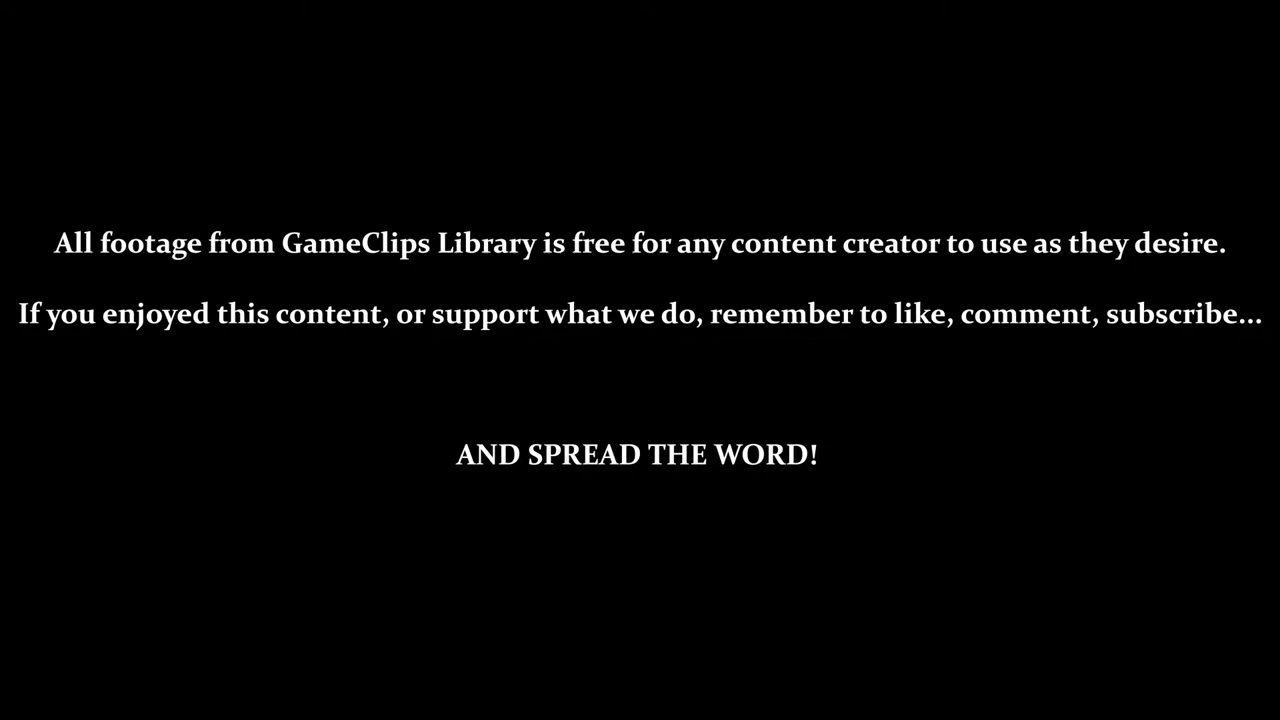 All footage from GameClips Library is free for any content creator to use as they desire.
If you enjoyed this content, or support what we do, remember to like, comment, subscribe...
AND SPREAD THE WORD!